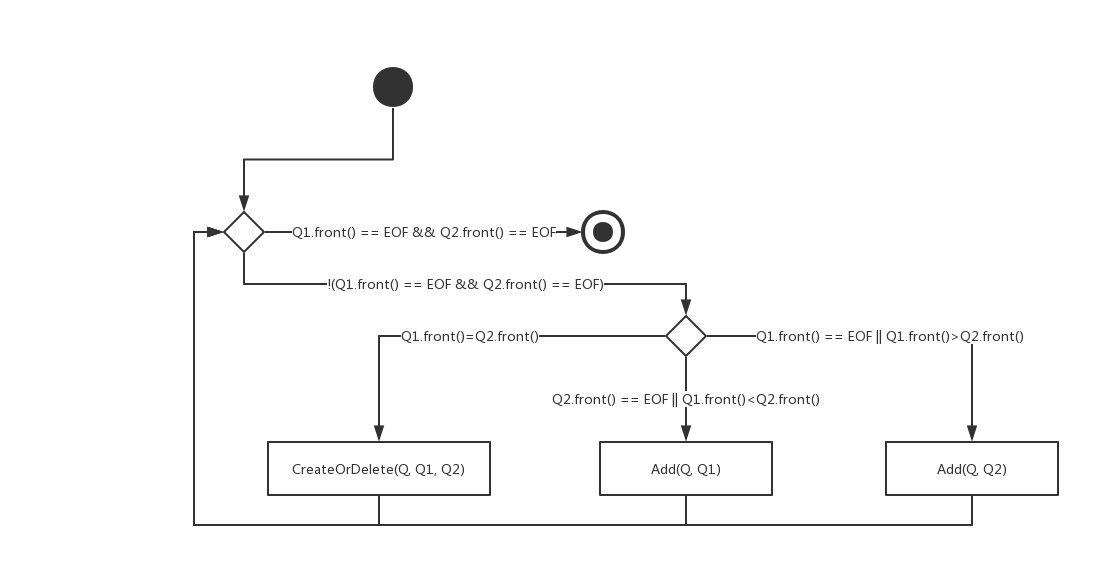 Q1.front() == EOF && Q2.front() == EOF
!(Q1.front() == EOF && Q2.front() == EOF)
Q1.front()=Q2.front()
Q1.front() == EOF || Q1.front()>Q2.front()
Q2.front() == EOF || Q1.front()<Q2.front()
CreateOrDelete(Q, Q1, Q2)
Add(Q, Q1)
Add(Q, Q2)